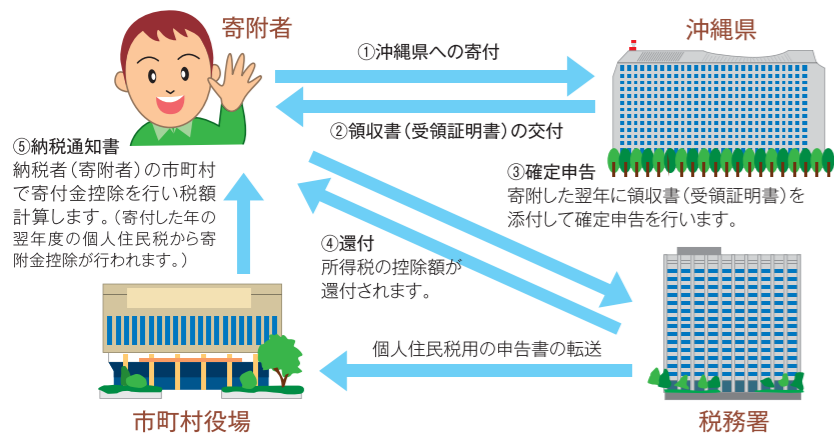 寄附者
沖縄県
①沖縄県への寄付
②領収書（受領証明書）の交付
③確定申告
寄附した翌年に領収書（受領証明書）を
添付して確定申告を行います。
④還付
所得税の控除額が
還付されます。
⑤納税通知書
納税者（寄附者）の市町村
で寄付金控除を行い税額
計算します。（寄付した年の
翌年度の個人住民税から寄
附金控除が行われます。）
個人住民税用の申告書の転送
市町村役場
税務署